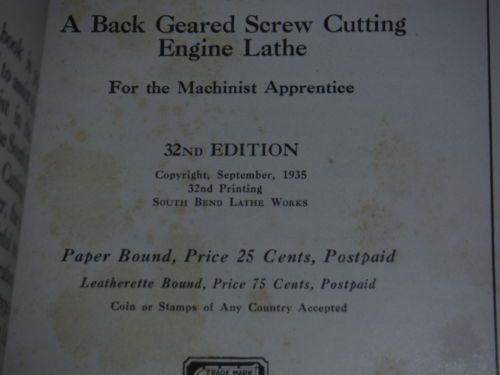 A Back Geared Screw Cutting
Engine Lathe
For the Machinist Apprentice
32ND EDITION
Copyright, September, 1935
32nd Printing
SOUTH BEND LATHE WORKS
Paper Bound, Price 25 Cents, Postpaid
Leatherette Bound, Price 75 Cents, Postpaid
Coin or Stamps of Any Country Accepted
TRADE MARK